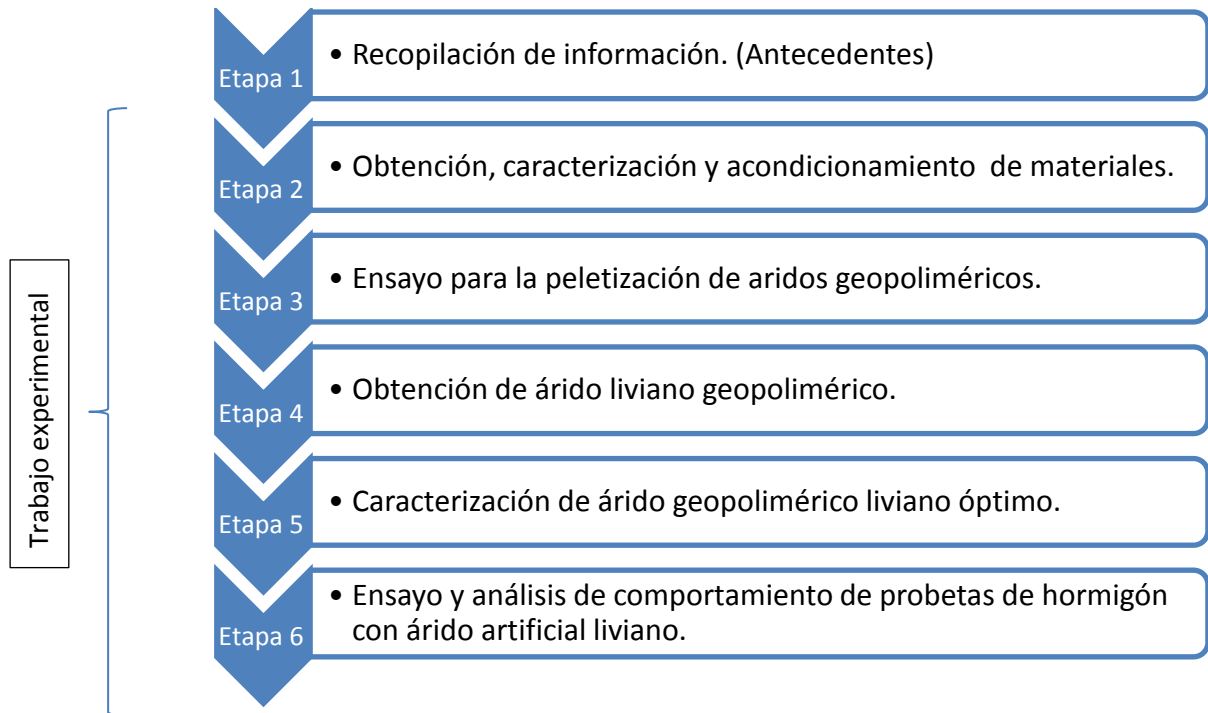 Etapa 1
• Recopilación de información. (Antecedentes)
Etapa 2
• Obtención, caracterización y acondicionamiento de materiales.
Etapa 3
• Ensayo para la peletización de aridos geopoliméricos.
Etapa 4
• Obtención de árido liviano geopolimérico.
Etapa 5
• Caracterización de árido geopolimérico liviano óptimo.
Etapa 6
• Ensayo y análisis de comportamiento de probetas de hormigón
con árido artificial liviano.
Trabajo experimental